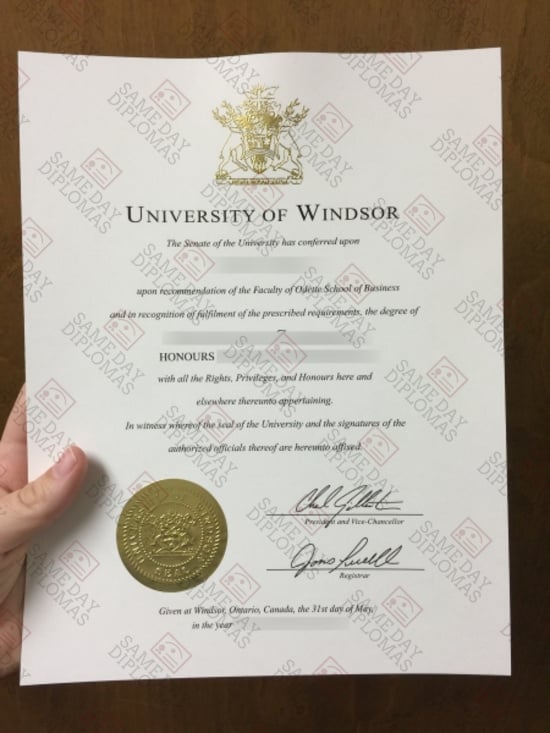 UNIVERSITY OF WINDSOR
The Senate of the University has conferred upon
upon recommendation of the Faculty of Odette School of Business
and in recognition of fulfilment of the prescribed requirements, the degree of
HONOURS
with all the Rights, Privileges, and Honours here and
elsewhere thereunto appertaining.
In witness whereof the seal of the University and the signatures of the
authorized officials thereof are hereunto affixed.
President and Vice-Chancellor
Registrar
UNIVERSITY OF WINDSOR
SEAL
Given at Windsor, Ontario, Canada, the 31st day of May,
in the year
SAME DAY
DIPLOMAS